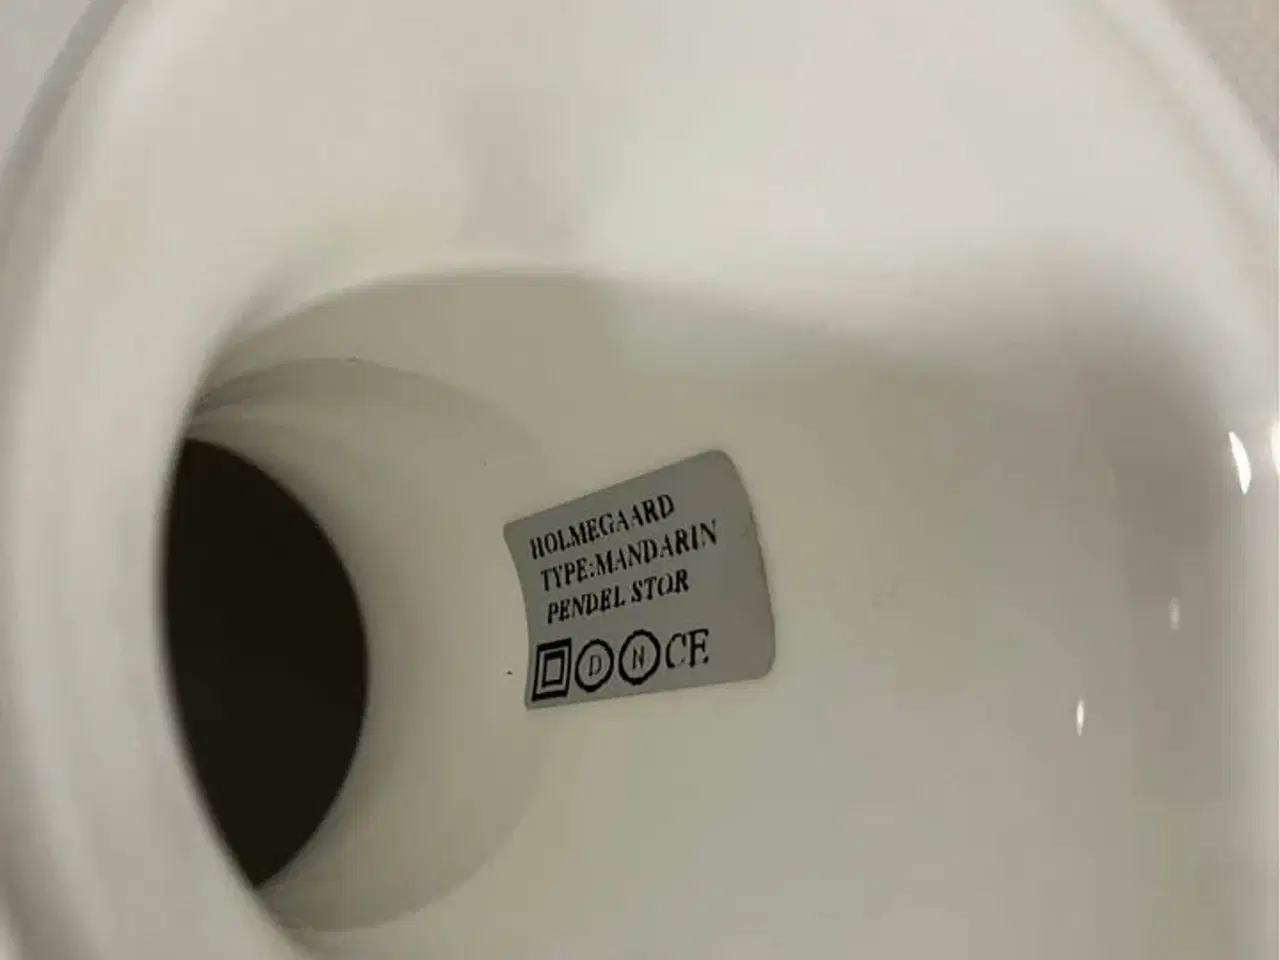 HOLMEGAARD
TYPE:MANDARIN
PENDEL STOR
D N CE